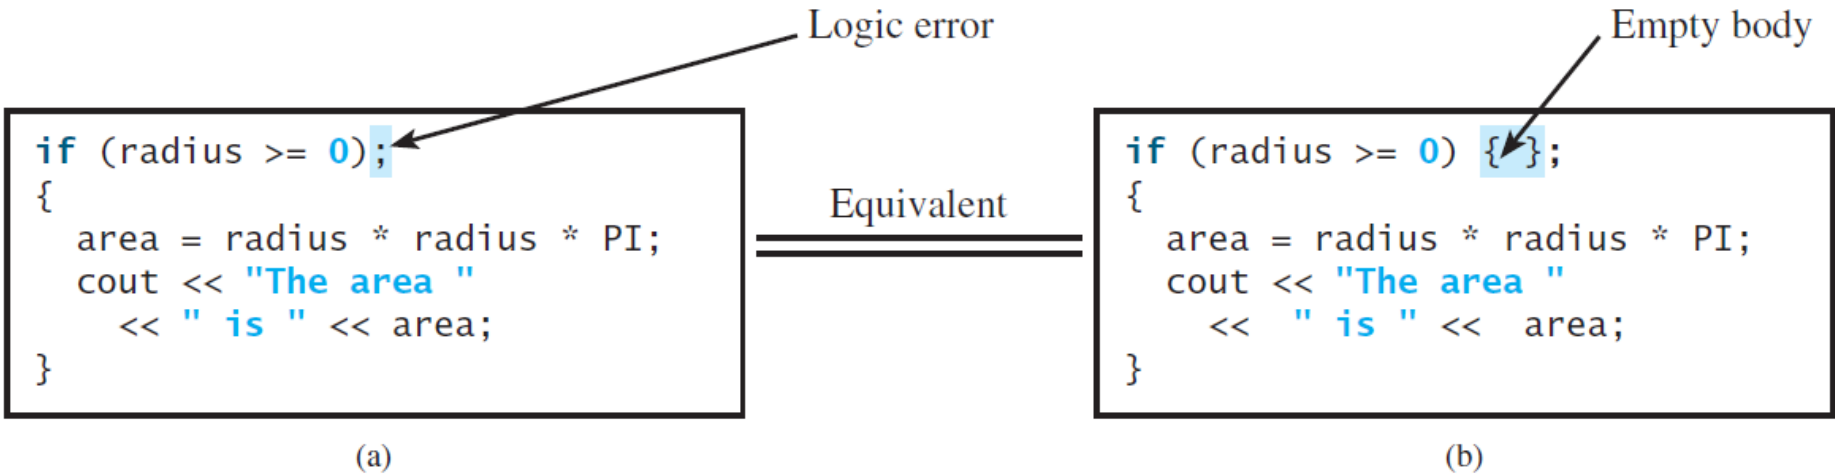 Logic error
Empty body
if (radius >= 0);
{
  area = radius * radius * PI;
  cout << "The area "
    << " is " << area;
}
(a)
Equivalent
if (radius >= 0) { };
{
  area = radius * radius * PI;
  cout << "The area "
    <<  " is " <<  area;
}
(b)